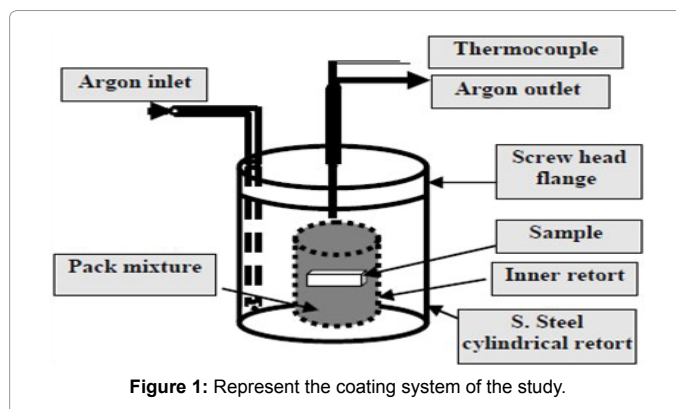 Thermocouple
Argon inlet
Argon outlet
Screw head
flange
Sample
Pack mixture
Inner retort
S. Steel
cylindrical retort
Figure 1: Represent the coating system of the study.